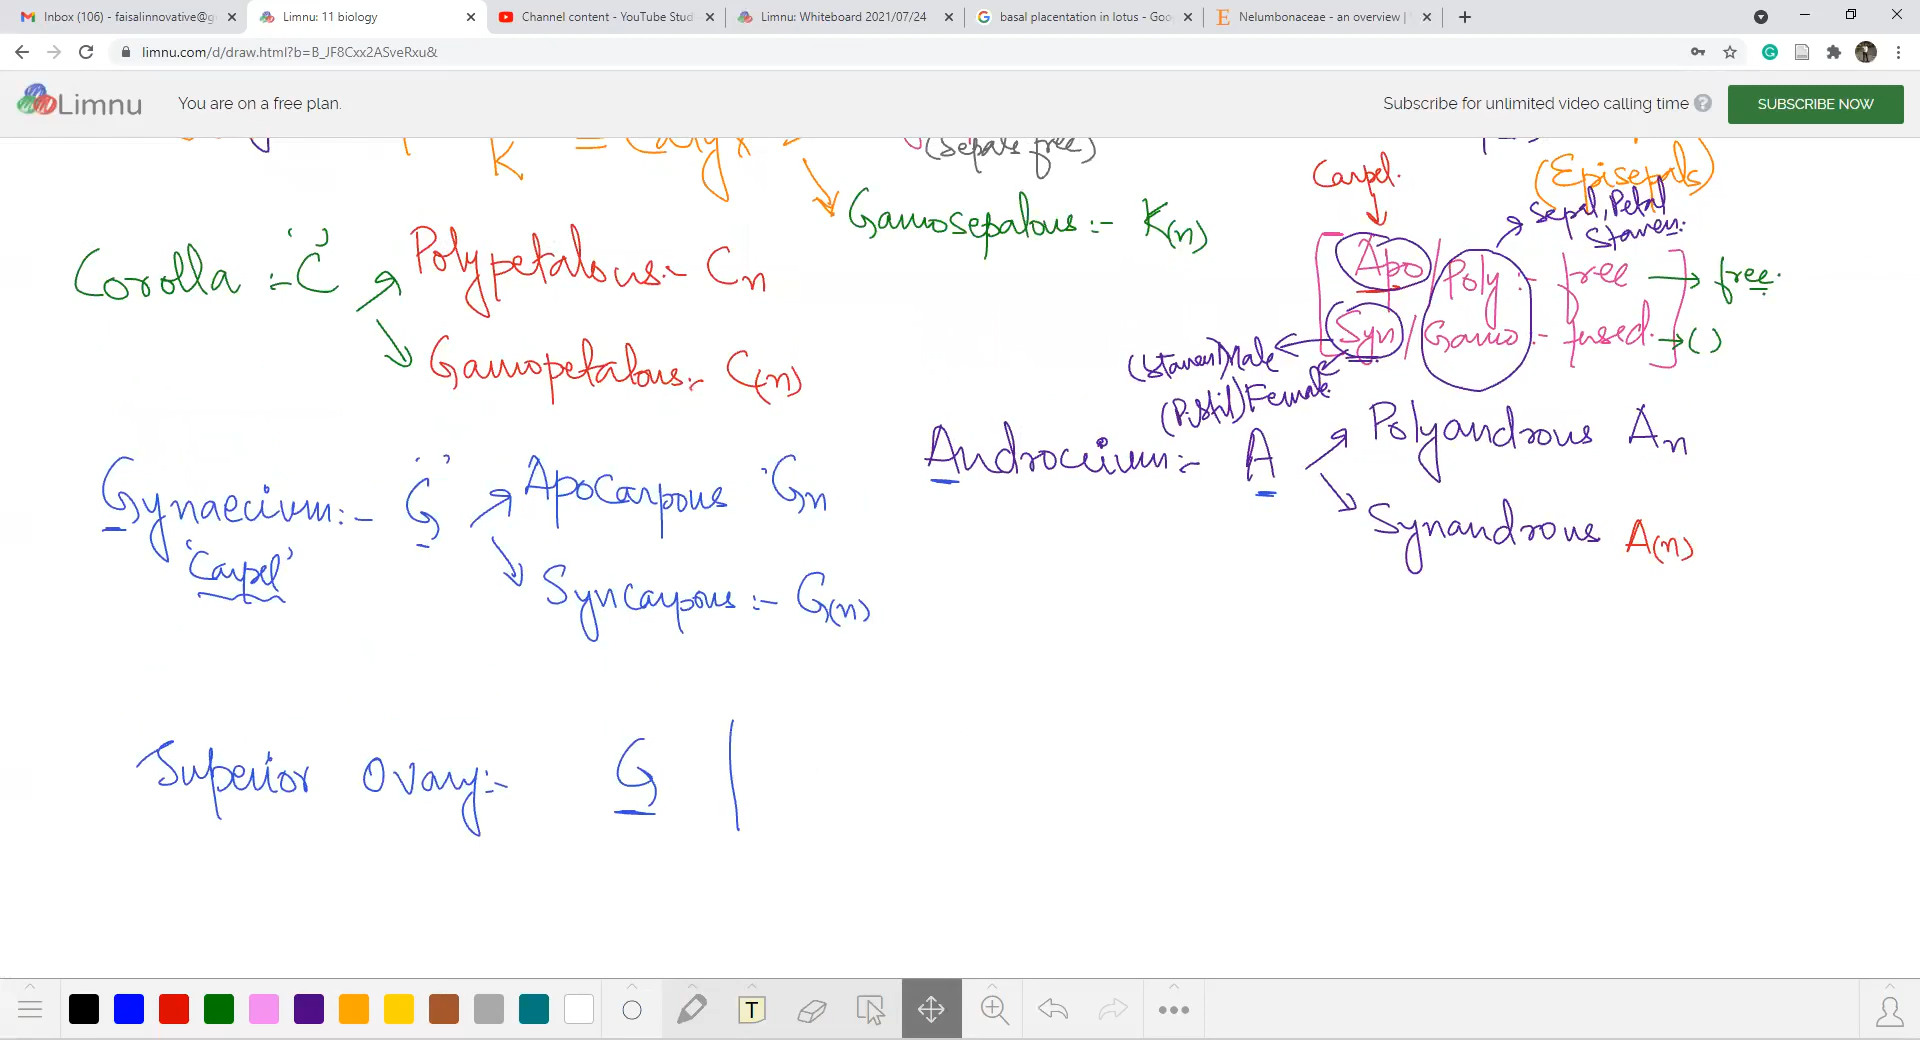 Inbox (106) - faisalinnovative@g
Limnu: 11 biology
Channel content - YouTube Stud
Limnu: Whiteboard 2021/07/24
basal placentation in lotus - Goo
Nelumbonaceae - an overview |
limnu.com/d/draw.html?b=B_JF8Cxx2ASveRxu&
Limnu
You are on a free plan.
Subscribe for unlimited video calling time
SUBSCRIBE NOW
K = Calyx
(Sepals free)
Gamosepalous :- K(n)
Carpel.
(Episepals)
Sepal, Petal
Stamen.
Corolla :- 'C'
Polypetalous :- Cn
Gamopetalous :- C(n)
Apo / Poly :- free → free.
Syn / Gamo - fused. → ( )
(Stamen) Male
(Pistil) Female.
Androecium :- A
Polyandrous An
Synandrous A(n)
Gynaecium :- 'G'
'Carpel'
Apocarpous 'Gn
Syncarpous :- G(n)
Superior Ovary :- G |
T